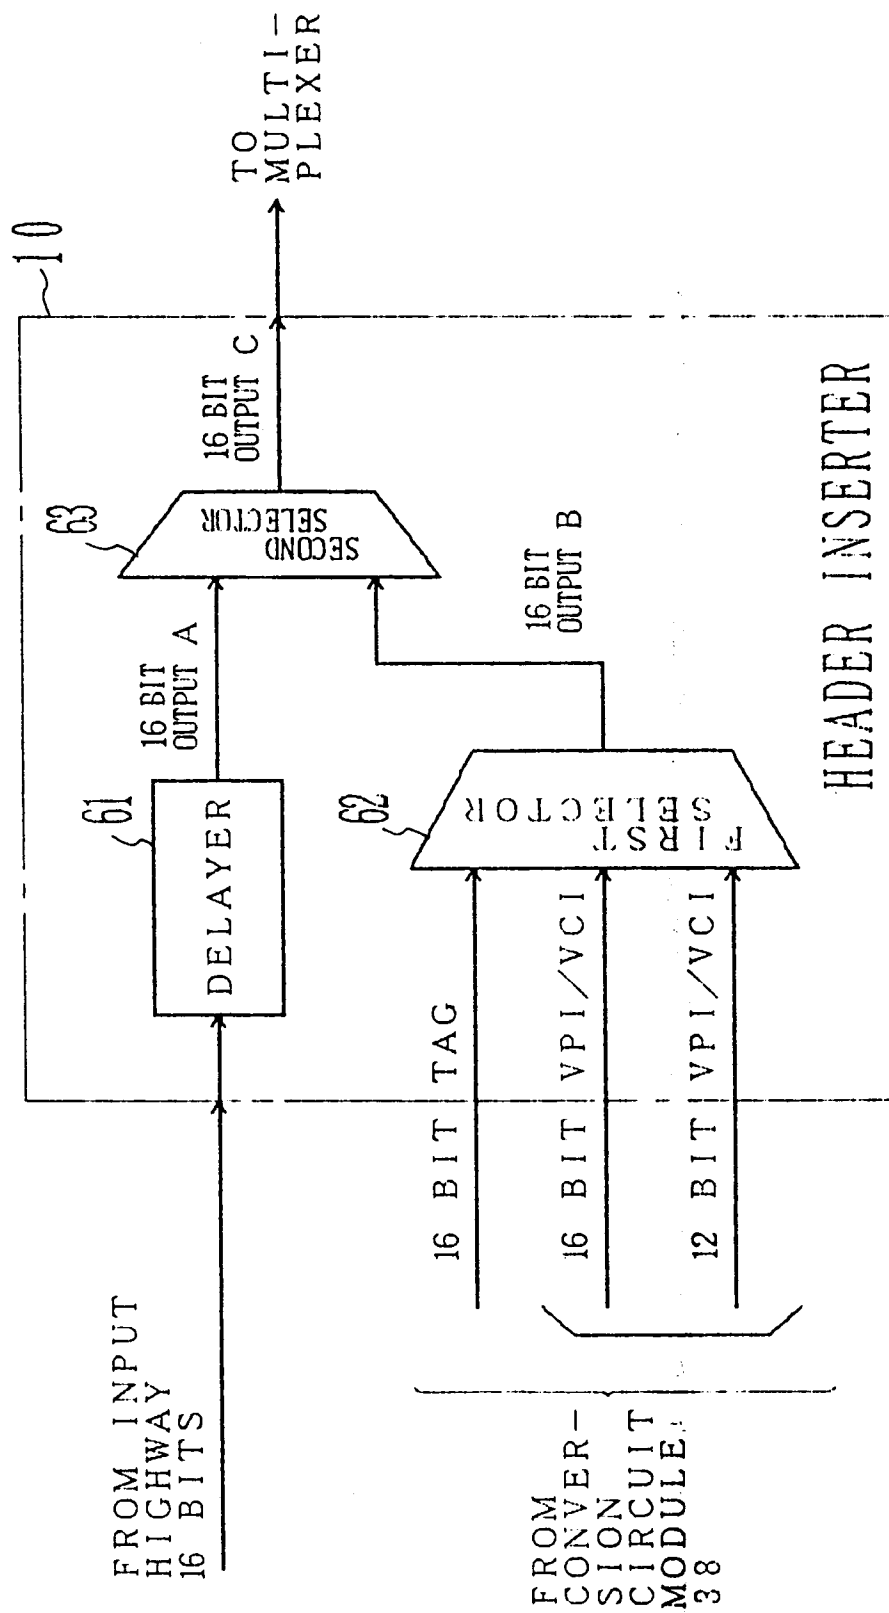 FROM INPUT
HIGHWAY
16 BITS
FROM
CONVER-
SION
CIRCUIT
MODULE
38
16 BIT TAG
16 BIT VPI/VCI
12 BIT VPI/VCI
61
DELAYER
16 BIT
OUTPUT A
62
FIRST
SELECTOR
16 BIT
OUTPUT B
63
SECOND
SELECTOR
16 BIT
OUTPUT C
10
TO
MULTI-
PLEXER
HEADER INSERTER